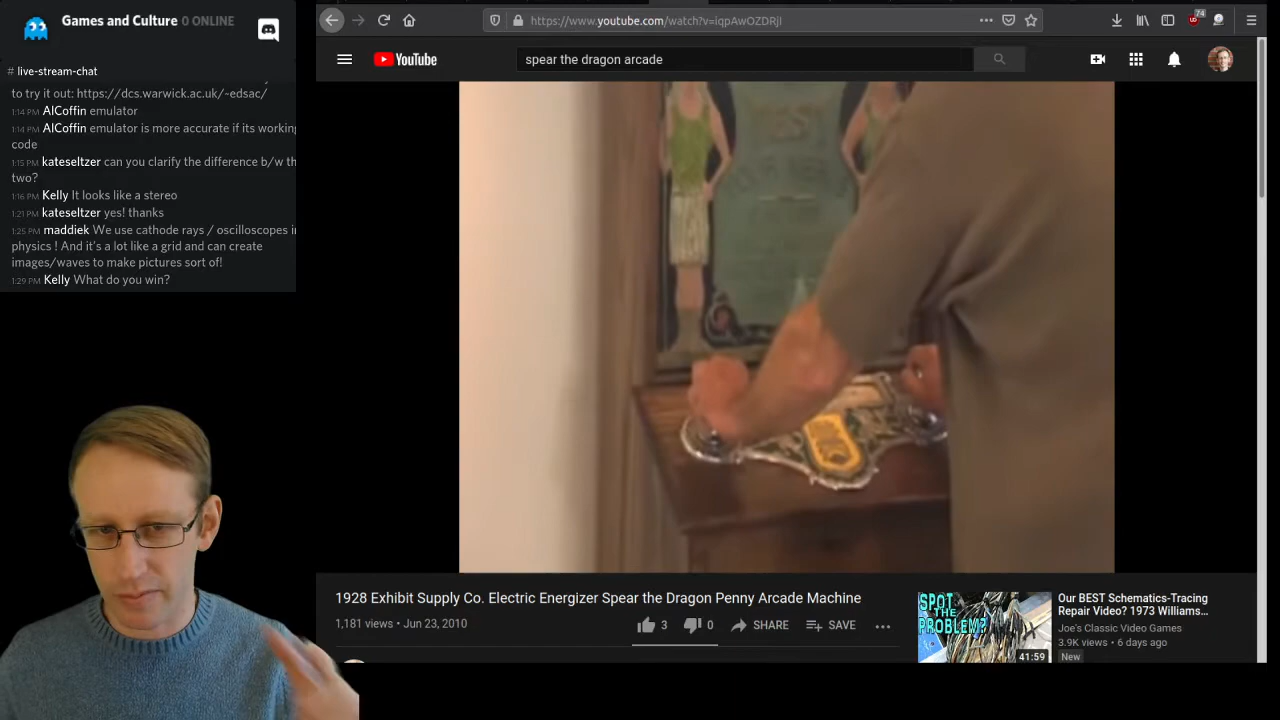 Games and Culture 0 ONLINE
# live-stream-chat
to try it out: https://dcs.warwick.ac.uk/~edsac/
1:14 PM AlCoffin emulator
1:14 PM AlCoffin emulator is more accurate if its working
code
1:15 PM kateseltzer can you clarify the difference b/w th
two?
1:16 PM Kelly It looks like a stereo
1:21 PM kateseltzer yes! thanks
1:25 PM maddiek We use cathode rays / oscilloscopes in
physics ! And it's a lot like a grid and can create
images/waves to make pictures sort of!
1:29 PM Kelly What do you win?
https://www.youtube.com/watch?v=iqpAwOZDRjI
74
YouTube
spear the dragon arcade
1928 Exhibit Supply Co. Electric Energizer Spear the Dragon Penny Arcade Machine
1,181 views • Jun 23, 2010
3 0 SHARE SAVE
SPOT
THE
PROBLEM?
41:59
Our BEST Schematics-Tracing
Repair Video? 1973 Williams...
Joe's Classic Video Games
3.9K views • 6 days ago
New